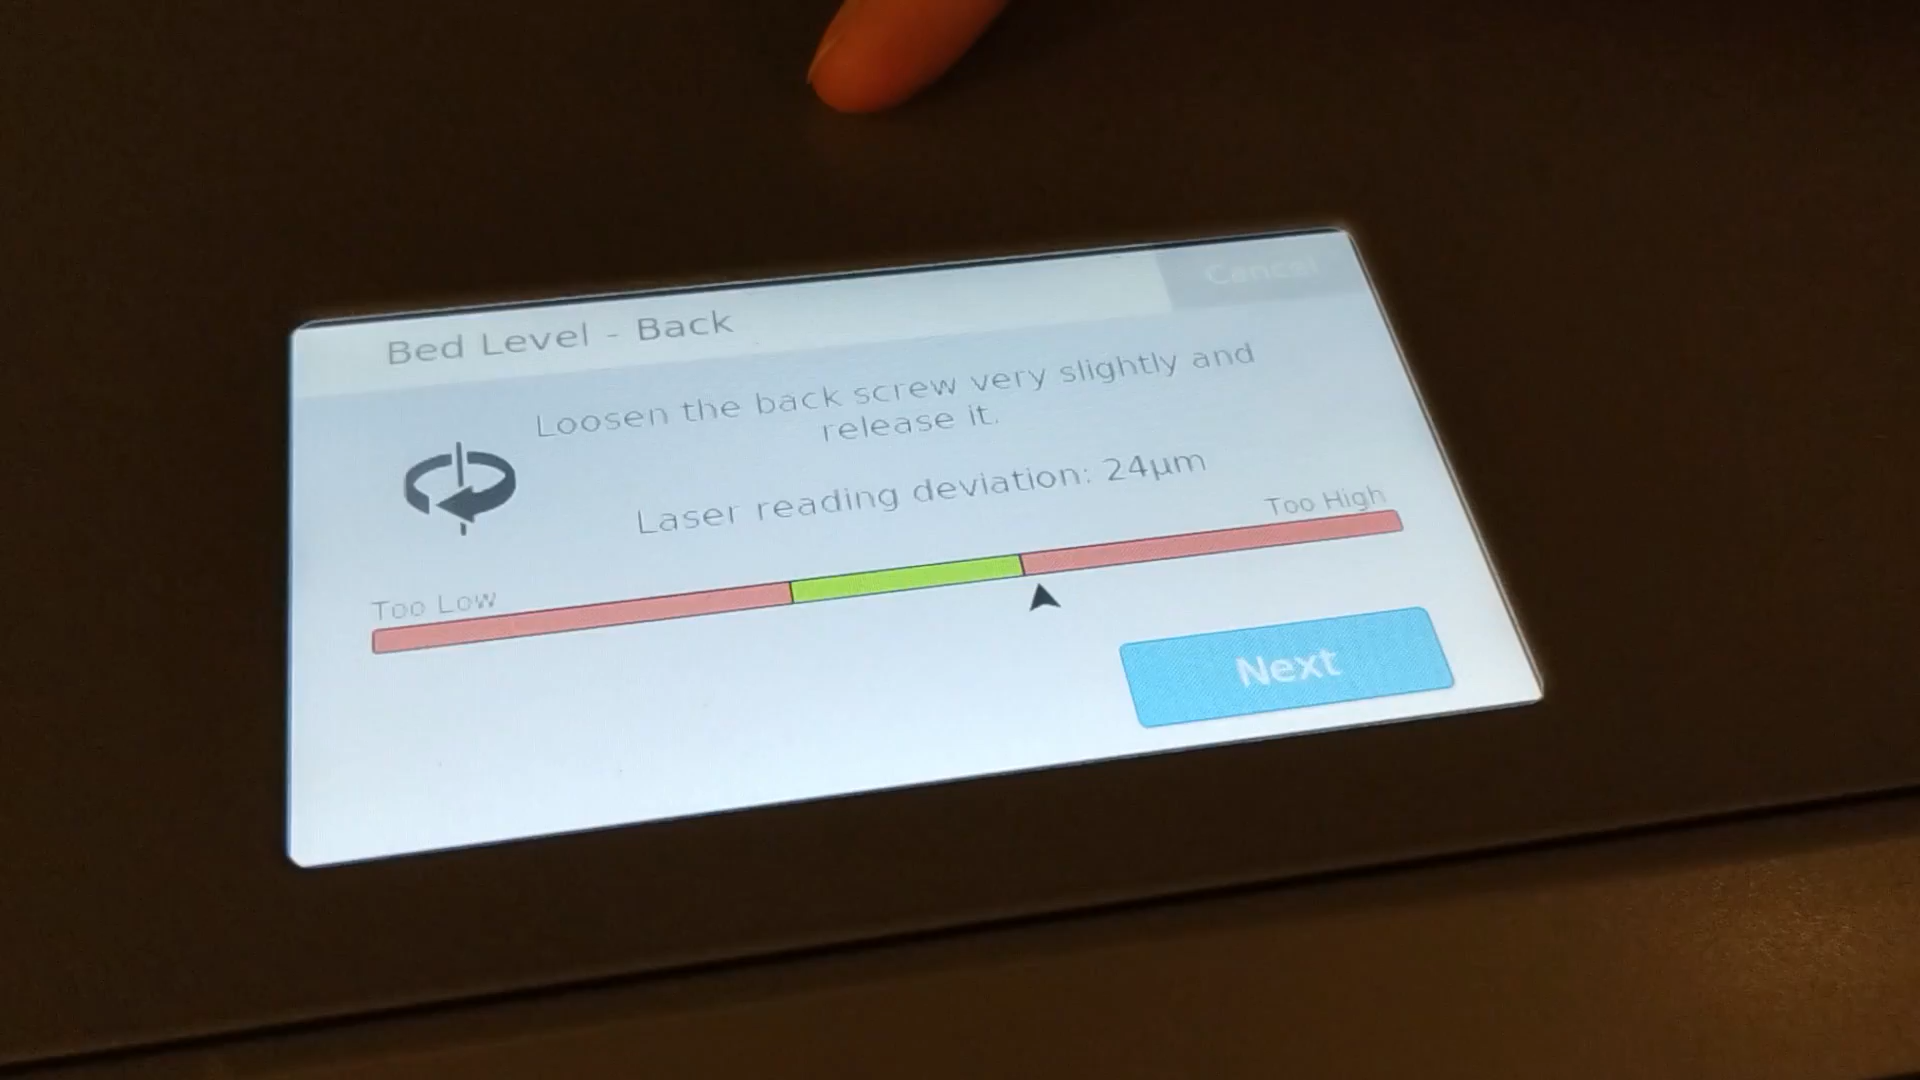 Cancel
Bed Level - Back
Loosen the back screw very slightly and
release it.
Laser reading deviation: 24µm
Too High
Too Low
Next